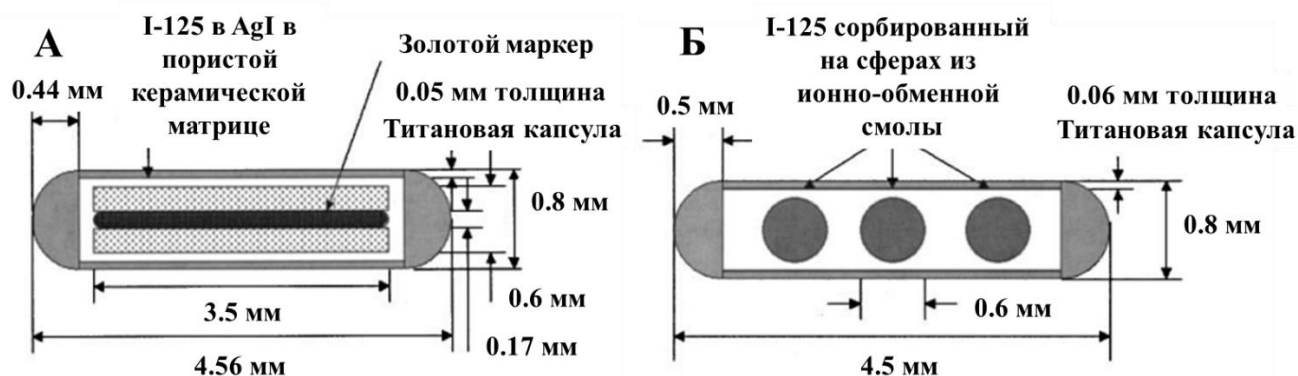 А
I-125 в AgI в
пористой
керамической
матрице
Золотой маркер
0.44 мм
0.05 мм толщина
Титановая капсула
0.8 мм
3.5 мм
0.6 мм
0.17 мм
4.56 мм
Б
I-125 сорбированный
на сферах из
ионно-обменной
смолы
0.5 мм
0.06 мм толщина
Титановая капсула
0.8 мм
0.6 мм
4.5 мм